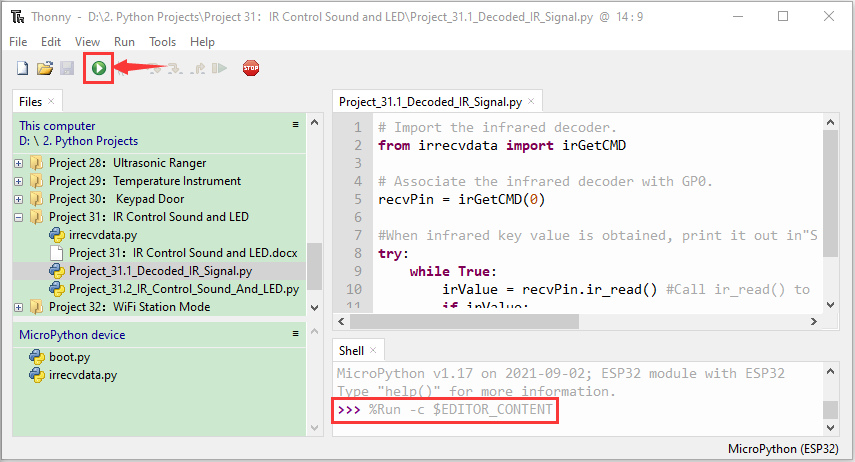 Thonny - D:\2. Python Projects\Project 31：IR Control Sound and LED\Project_31.1_Decoded_IR_Signal.py @ 14 : 9
File Edit View Run Tools Help
STOP
Files
This computer
D: \ 2. Python Projects
Project 28：Ultrasonic Ranger
Project 29：Temperature Instrument
Project 30： Keypad Door
Project 31：IR Control Sound and LED
irrecvdata.py
Project 31：IR Control Sound and LED.docx
Project_31.1_Decoded_IR_Signal.py
Project_31.2_IR_Control_Sound_And_LED.py
Project 32：WiFi Station Mode
MicroPython device
boot.py
irrecvdata.py
Project_31.1_Decoded_IR_Signal.py
1 # Import the infrared decoder.
2 from irrecvdata import irGetCMD
3
4 # Associate the infrared decoder with GP0.
5 recvPin = irGetCMD(0)
6
7 #When infrared key value is obtained, print it out in"S
8 try:
9 while True:
10 irValue = recvPin.ir_read() #Call ir_read() to
11 if irValue:
Shell
MicroPython v1.17 on 2021-09-02; ESP32 module with ESP32
Type "help()" for more information.
>>> %Run -c $EDITOR_CONTENT
MicroPython (ESP32)